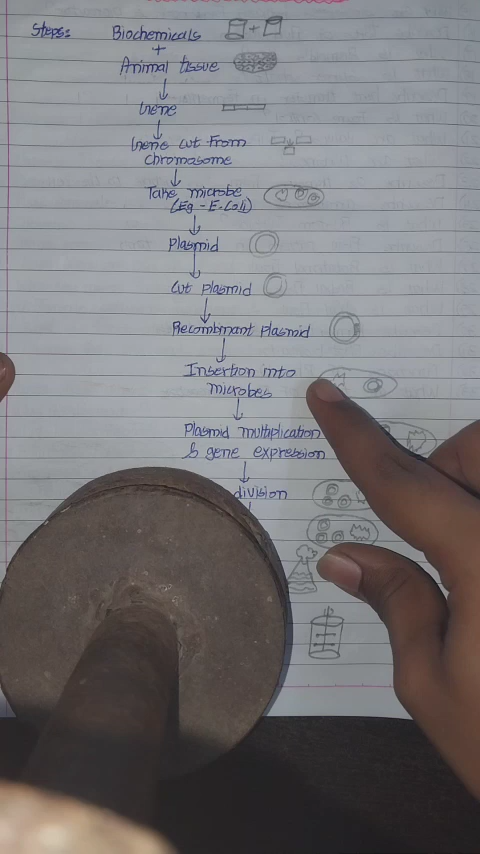 Steps: Biochemicals
+
Animal tissue
Gene
Gene cut from
chromasome
Take microbe
(Eg. - E. Coli)
Plasmid
Cut plasmid
Recombinant plasmid
Insertion into
microbes
Plasmid multiplication
& gene expression
division